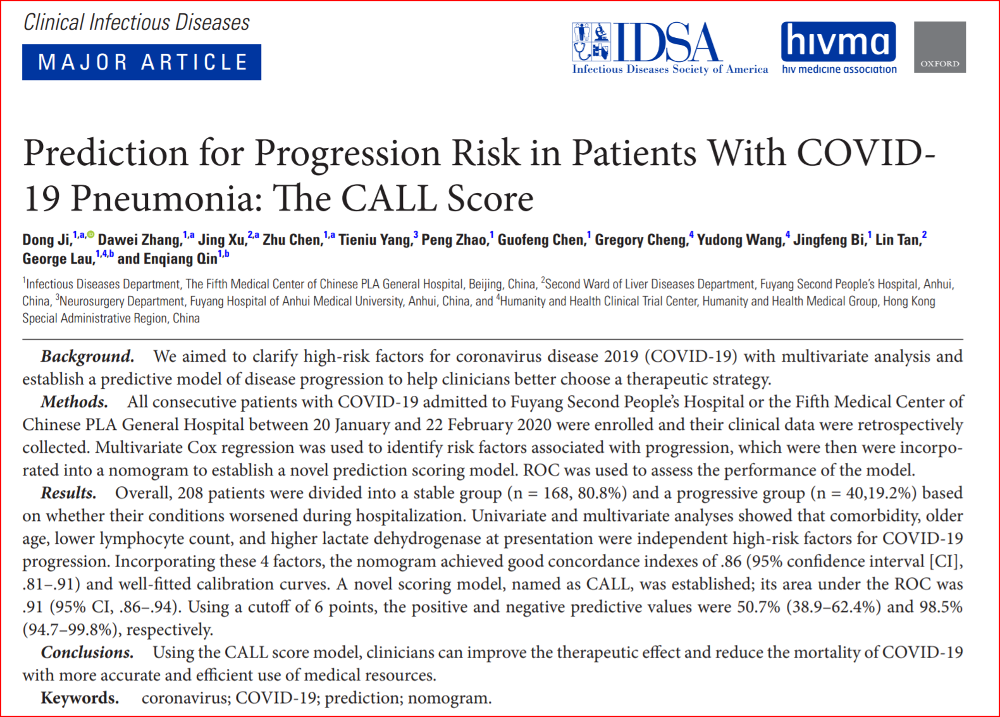 Clinical Infectious Diseases
MAJOR ARTICLE
IDSA
Infectious Diseases Society of America
hivma
hiv medicine association
OXFORD
Prediction for Progression Risk in Patients With COVID-
19 Pneumonia: The CALL Score
Dong Ji,1,a, Dawei Zhang,1,a Jing Xu,2,a Zhu Chen,1,a Tieniu Yang,3 Peng Zhao,1 Guofeng Chen,1 Gregory Cheng,4 Yudong Wang,4 Jingfeng Bi,1 Lin Tan,2
George Lau,1,4,b and Enqiang Qin1,b
1Infectious Diseases Department, The Fifth Medical Center of Chinese PLA General Hospital, Beijing, China, 2Second Ward of Liver Diseases Department, Fuyang Second People’s Hospital, Anhui,
China, 3Neurosurgery Department, Fuyang Hospital of Anhui Medical University, Anhui, China, and 4Humanity and Health Clinical Trial Center, Humanity and Health Medical Group, Hong Kong
Special Administrative Region, China
Background. We aimed to clarify high-risk factors for coronavirus disease 2019 (COVID-19) with multivariate analysis and
establish a predictive model of disease progression to help clinicians better choose a therapeutic strategy.
Methods. All consecutive patients with COVID-19 admitted to Fuyang Second People’s Hospital or the Fifth Medical Center of
Chinese PLA General Hospital between 20 January and 22 February 2020 were enrolled and their clinical data were retrospectively
collected. Multivariate Cox regression was used to identify risk factors associated with progression, which were then were incorpo-
rated into a nomogram to establish a novel prediction scoring model. ROC was used to assess the performance of the model.
Results. Overall, 208 patients were divided into a stable group (n = 168, 80.8%) and a progressive group (n = 40,19.2%) based
on whether their conditions worsened during hospitalization. Univariate and multivariate analyses showed that comorbidity, older
age, lower lymphocyte count, and higher lactate dehydrogenase at presentation were independent high-risk factors for COVID-19
progression. Incorporating these 4 factors, the nomogram achieved good concordance indexes of .86 (95% confidence interval [CI],
.81–.91) and well-fitted calibration curves. A novel scoring model, named as CALL, was established; its area under the ROC was
.91 (95% CI, .86–.94). Using a cutoff of 6 points, the positive and negative predictive values were 50.7% (38.9–62.4%) and 98.5%
(94.7–99.8%), respectively.
Conclusions. Using the CALL score model, clinicians can improve the therapeutic effect and reduce the mortality of COVID-19
with more accurate and efficient use of medical resources.
Keywords. coronavirus; COVID-19; prediction; nomogram.